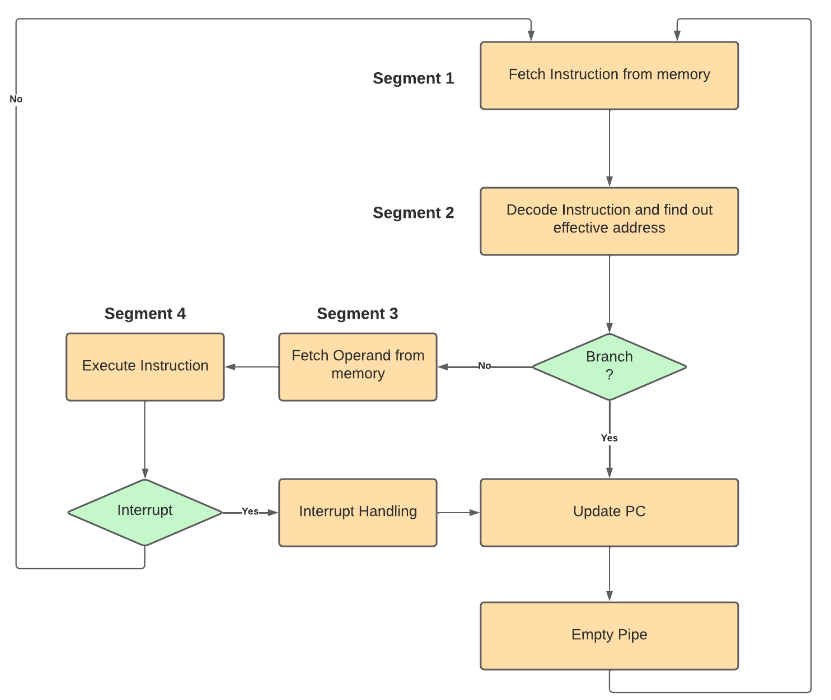 Segment 1
Fetch Instruction from memory
No
Segment 2
Decode Instruction and find out
effective address
Segment 4
Segment 3
Execute Instruction
Fetch Operand from
memory
No
Branch
?
Yes
Interrupt
Yes
Interrupt Handling
Update PC
Empty Pipe